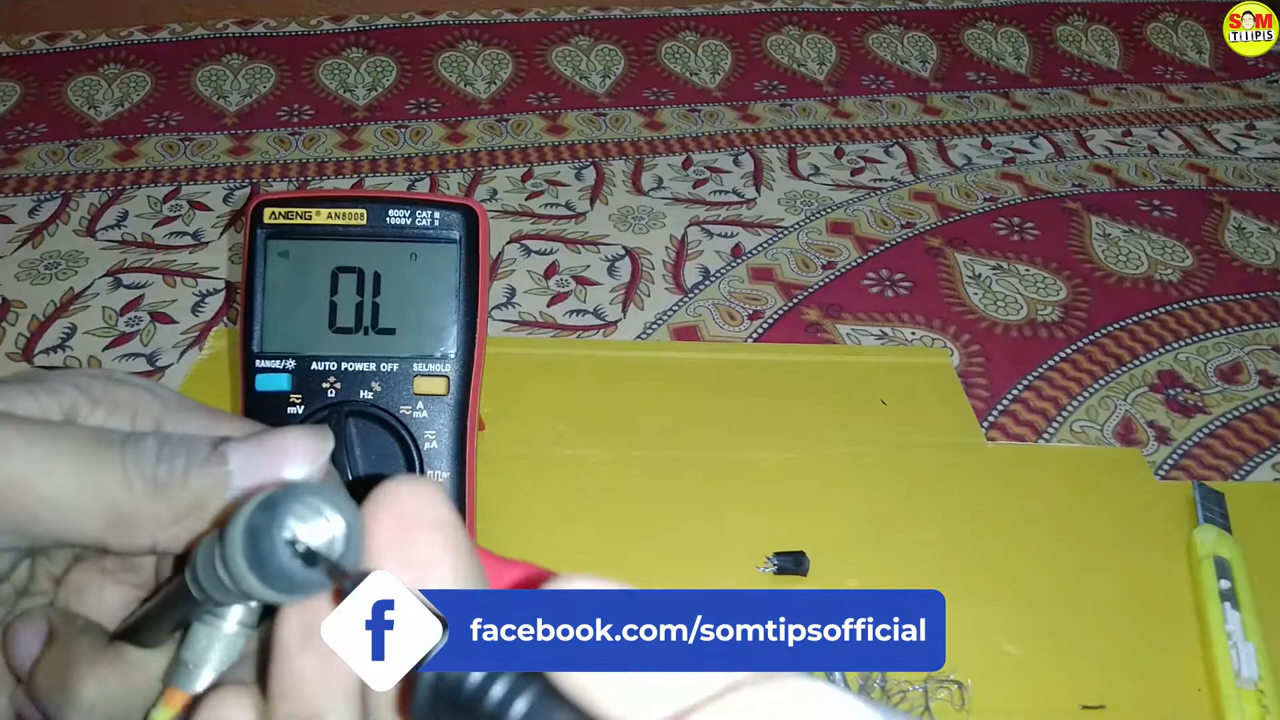 SOM
TIPS
ANENG® AN8008
600V CAT III
1000V CAT II
Ω
O.L
RANGE/
AUTO POWER OFF
SEL/HOLD
mV
Ω
Hz
%
A
mA
µA
f
facebook.com/somtipsofficial